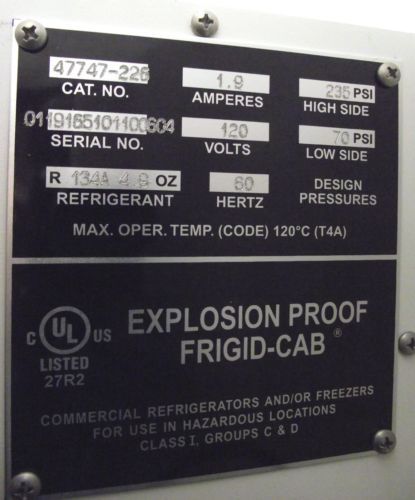 47747-226
CAT. NO.
1.9
AMPERES
235 PSI
HIGH SIDE
0119165101100604
SERIAL NO.
120
VOLTS
70 PSI
LOW SIDE
R 134A 4.9 OZ
REFRIGERANT
60
HERTZ
DESIGN
PRESSURES
MAX. OPER. TEMP. (CODE) 120°C (T4A)
C UL US
LISTED
27R2
EXPLOSION PROOF
FRIGID-CAB ®
COMMERCIAL REFRIGERATORS AND/OR FREEZERS
FOR USE IN HAZARDOUS LOCATIONS
CLASS I, GROUPS C & D